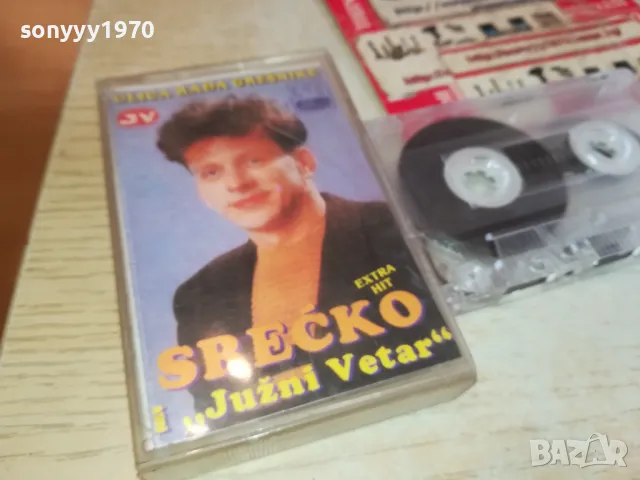 sonyyy1970
JV
EXTRA
HIT
SREĆKO
i „Južni Vetar“
BAZAR